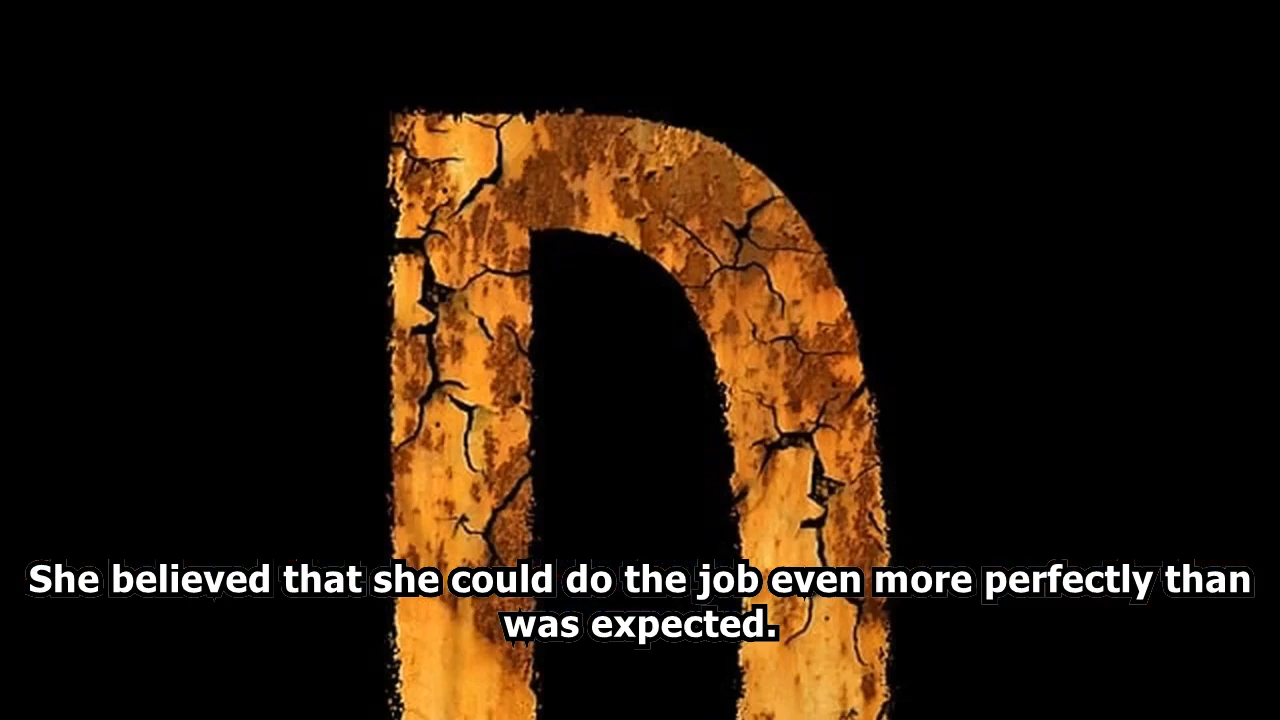 D
She believed that she could do the job even more perfectly than
was expected.